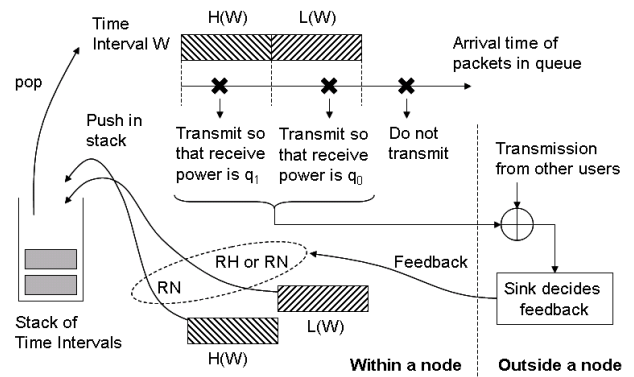 Time
Interval W
H(W)
L(W)
Arrival time of
packets in queue
pop
Push in
stack
Transmit so
that receive
power is q1
Transmit so
that receive
power is q0
Do not
transmit
Transmission
from other users
RH or RN
RN
Feedback
Sink decides
feedback
L(W)
H(W)
Stack of
Time Intervals
Within a node
Outside a node